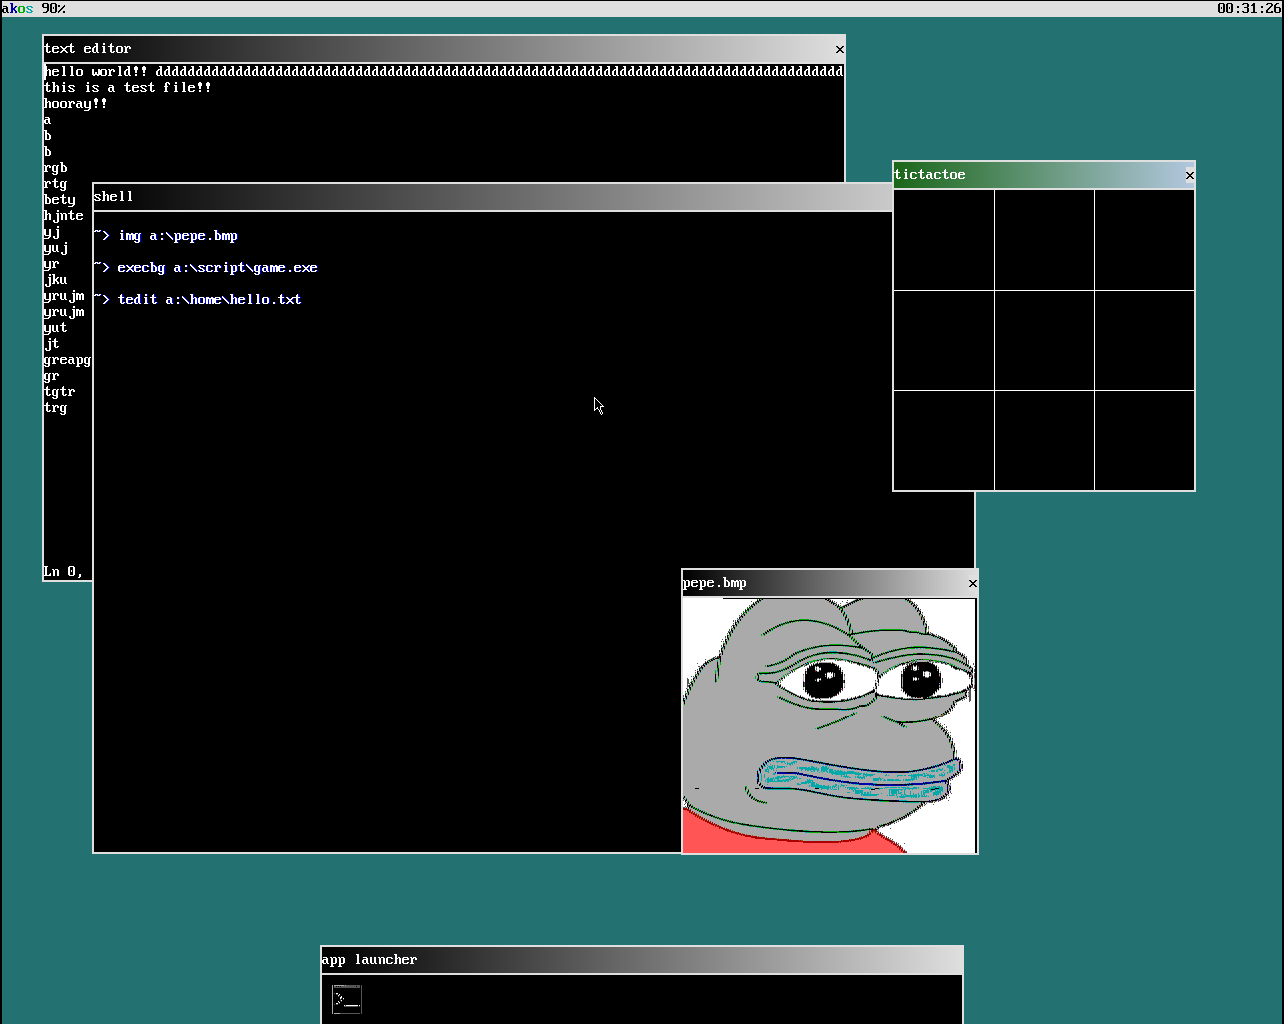 akos 90%
00:31:26
text editor
×
hello world!! dddddddddddddddddddddddddddddddddddddddddddddddddddddddddddddddddddddddddddddddddddddd
this is a test file!!
hooray!!
a
b
b
rgb
rtg
bety
hjnte
yj
yuj
yr
jku
yrujm
yrujm
yut
jt
greapg
gr
tgtr
trg
Ln 0,
shell
~> img a:\pepe.bmp
~> execbg a:\script\game.exe
~> tedit a:\home\hello.txt
tictactoe
×
pepe.bmp
×
app launcher
>_